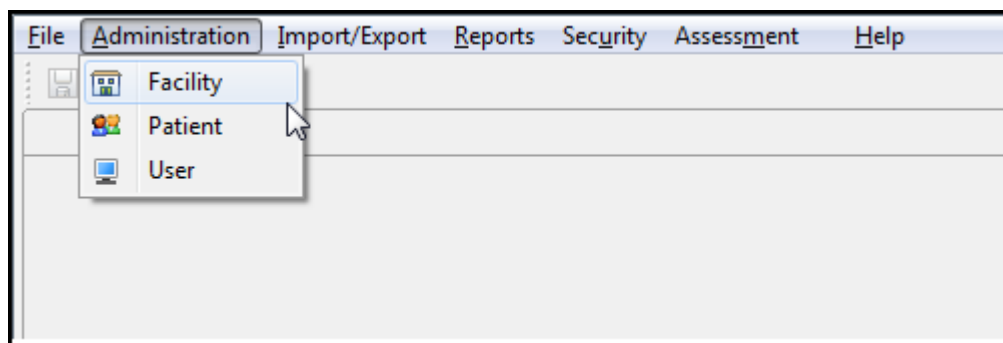 File Administration Import/Export Reports Security Assessment Help
Facility
Patient
User